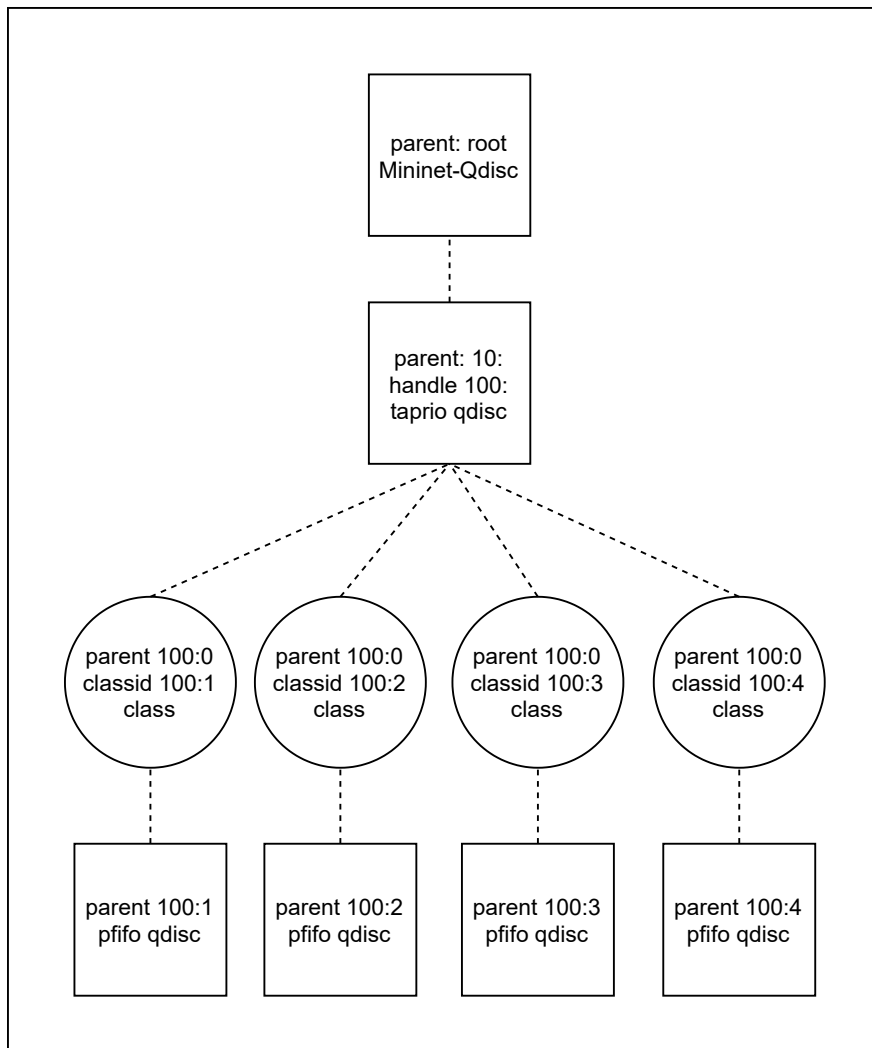 parent: root
Mininet-Qdisc
parent: 10:
handle 100:
taprio qdisc
parent 100:0
classid 100:1
class
parent 100:0
classid 100:2
class
parent 100:0
classid 100:3
class
parent 100:0
classid 100:4
class
parent 100:1
pfifo qdisc
parent 100:2
pfifo qdisc
parent 100:3
pfifo qdisc
parent 100:4
pfifo qdisc